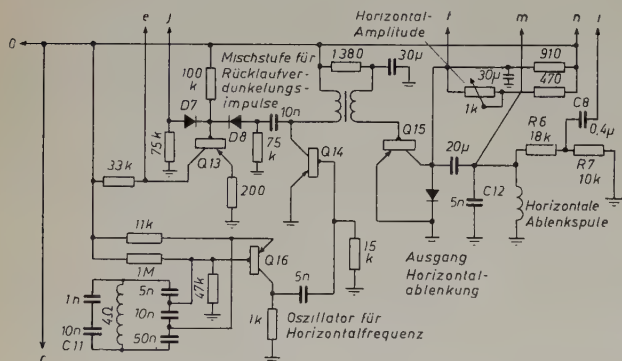 Horizontal-
Amplitude
t
m
n
l
e
j
0
Mischstufe für
Rücklaufver-
dunkelungs-
impulse
100
k
1380
30µ
910
30µ
470
1k
D7
D8
10n
C8
0,4µ
75k
75
k
Q13
Q14
Q15
R6
18k
R7
10k
33k
200
20µ
5n
C12
Horizontale
Ablenkspule
11k
Q16
15
k
Ausgang
Horizontal-
ablenkung
1M
5n
47k
5n
1n
4Ω
10n
10n
C11
50n
1k
Oszillator für
Horizontalfrequenz
r